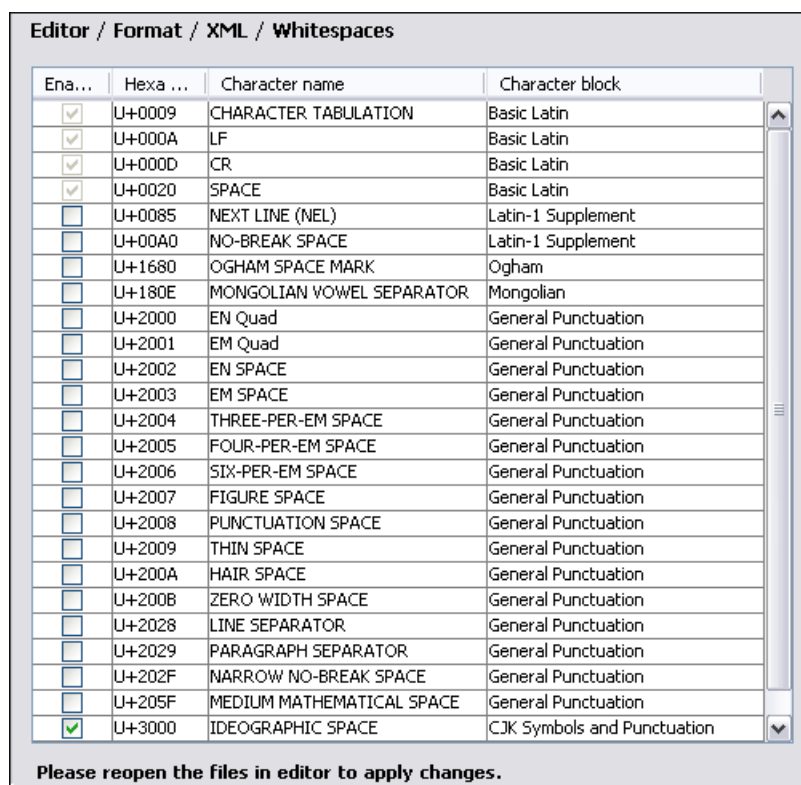 Editor / Format / XML / Whitespaces
Ena... Hexa ... Character name Character block
U+0009 CHARACTER TABULATION Basic Latin
U+000A LF Basic Latin
U+000D CR Basic Latin
U+0020 SPACE Basic Latin
U+0085 NEXT LINE (NEL) Latin-1 Supplement
U+00A0 NO-BREAK SPACE Latin-1 Supplement
U+1680 OGHAM SPACE MARK Ogham
U+180E MONGOLIAN VOWEL SEPARATOR Mongolian
U+2000 EN Quad General Punctuation
U+2001 EM Quad General Punctuation
U+2002 EN SPACE General Punctuation
U+2003 EM SPACE General Punctuation
U+2004 THREE-PER-EM SPACE General Punctuation
U+2005 FOUR-PER-EM SPACE General Punctuation
U+2006 SIX-PER-EM SPACE General Punctuation
U+2007 FIGURE SPACE General Punctuation
U+2008 PUNCTUATION SPACE General Punctuation
U+2009 THIN SPACE General Punctuation
U+200A HAIR SPACE General Punctuation
U+200B ZERO WIDTH SPACE General Punctuation
U+2028 LINE SEPARATOR General Punctuation
U+2029 PARAGRAPH SEPARATOR General Punctuation
U+202F NARROW NO-BREAK SPACE General Punctuation
U+205F MEDIUM MATHEMATICAL SPACE General Punctuation
U+3000 IDEOGRAPHIC SPACE CJK Symbols and Punctuation
Please reopen the files in editor to apply changes.